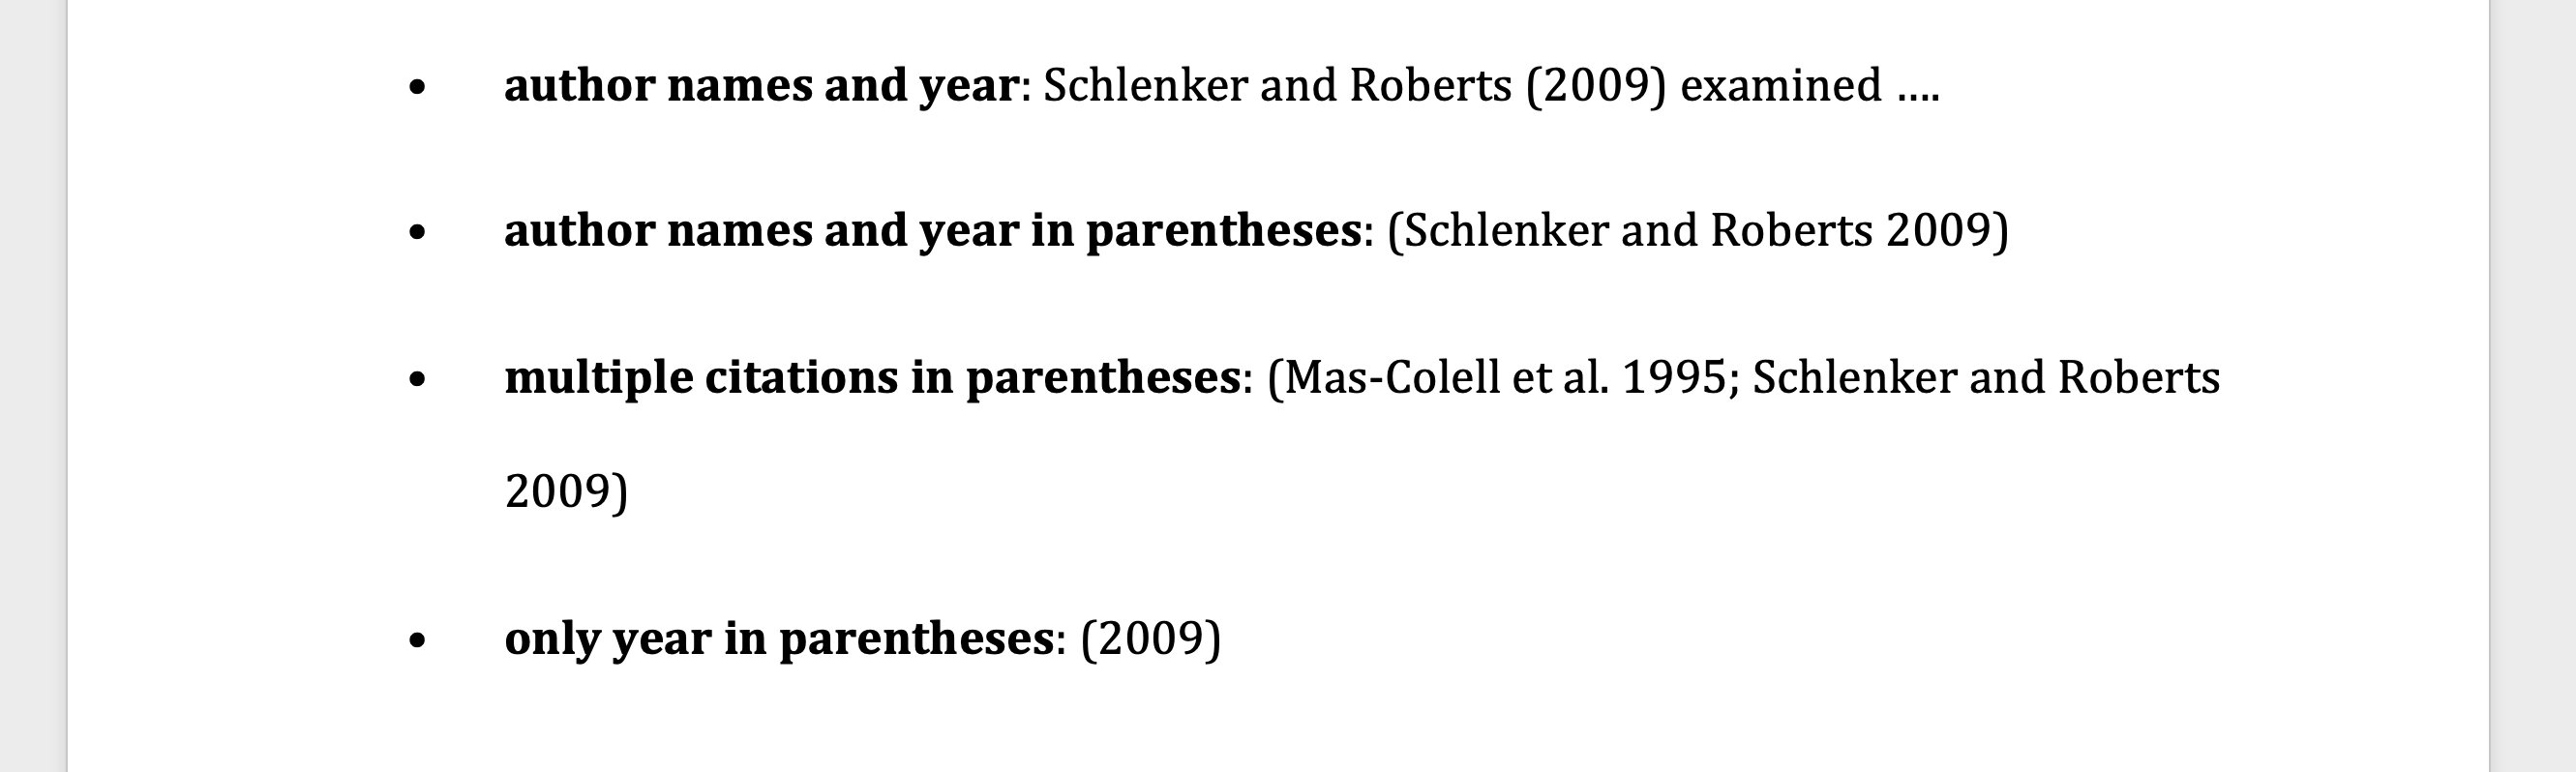 • author names and year: Schlenker and Roberts (2009) examined ....
• author names and year in parentheses: (Schlenker and Roberts 2009)
• multiple citations in parentheses: (Mas-Colell et al. 1995; Schlenker and Roberts
2009)
• only year in parentheses: (2009)